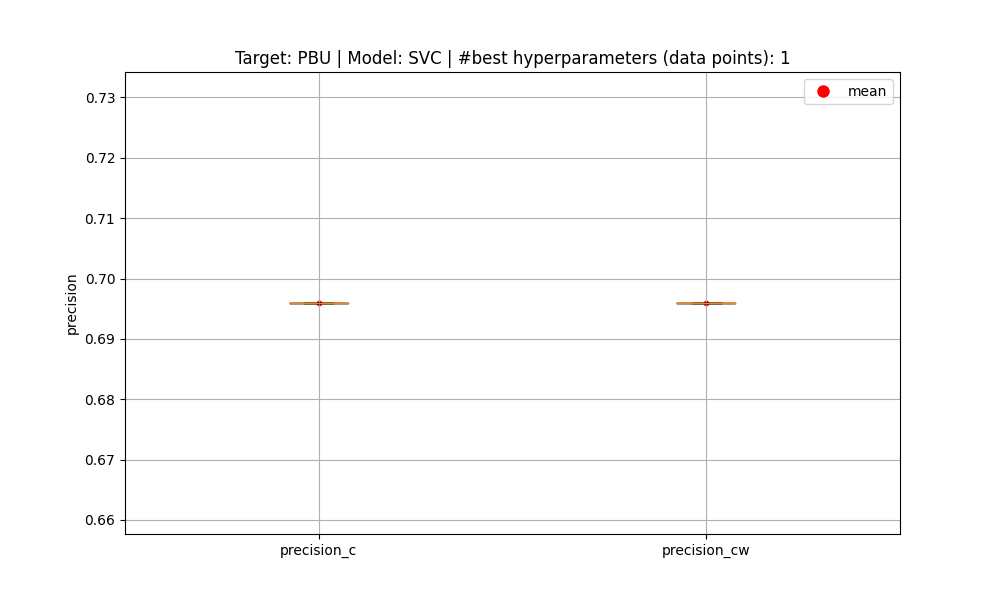 Target: PBU | Model: SVC | #best hyperparameters (data points): 1
mean
0.73
0.72
0.71
0.70
0.69
0.68
0.67
0.66
precision
precision_c
precision_cw